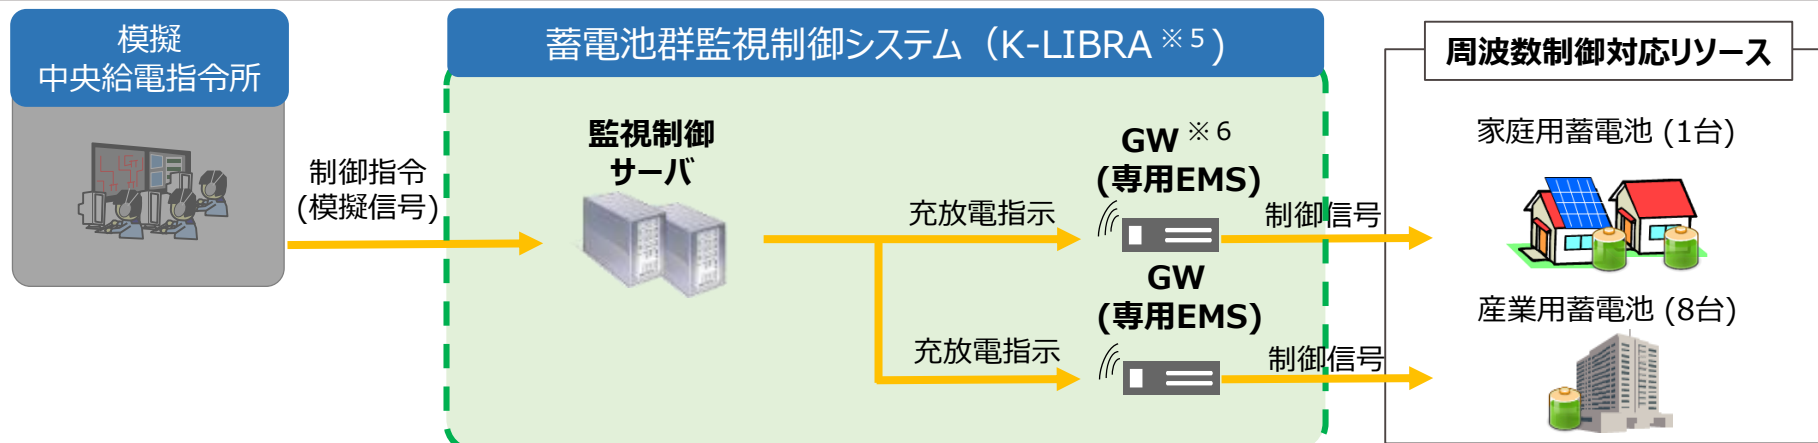 模擬
中央給電指令所
制御指令
(模擬信号)
蓄電池群監視制御システム（K-LIBRA※5）
監視制御
サーバ
充放電指示
GW※6
(専用EMS)
制御信号
充放電指示
GW
(専用EMS)
制御信号
周波数制御対応リソース
家庭用蓄電池 (1台)
産業用蓄電池 (8台)